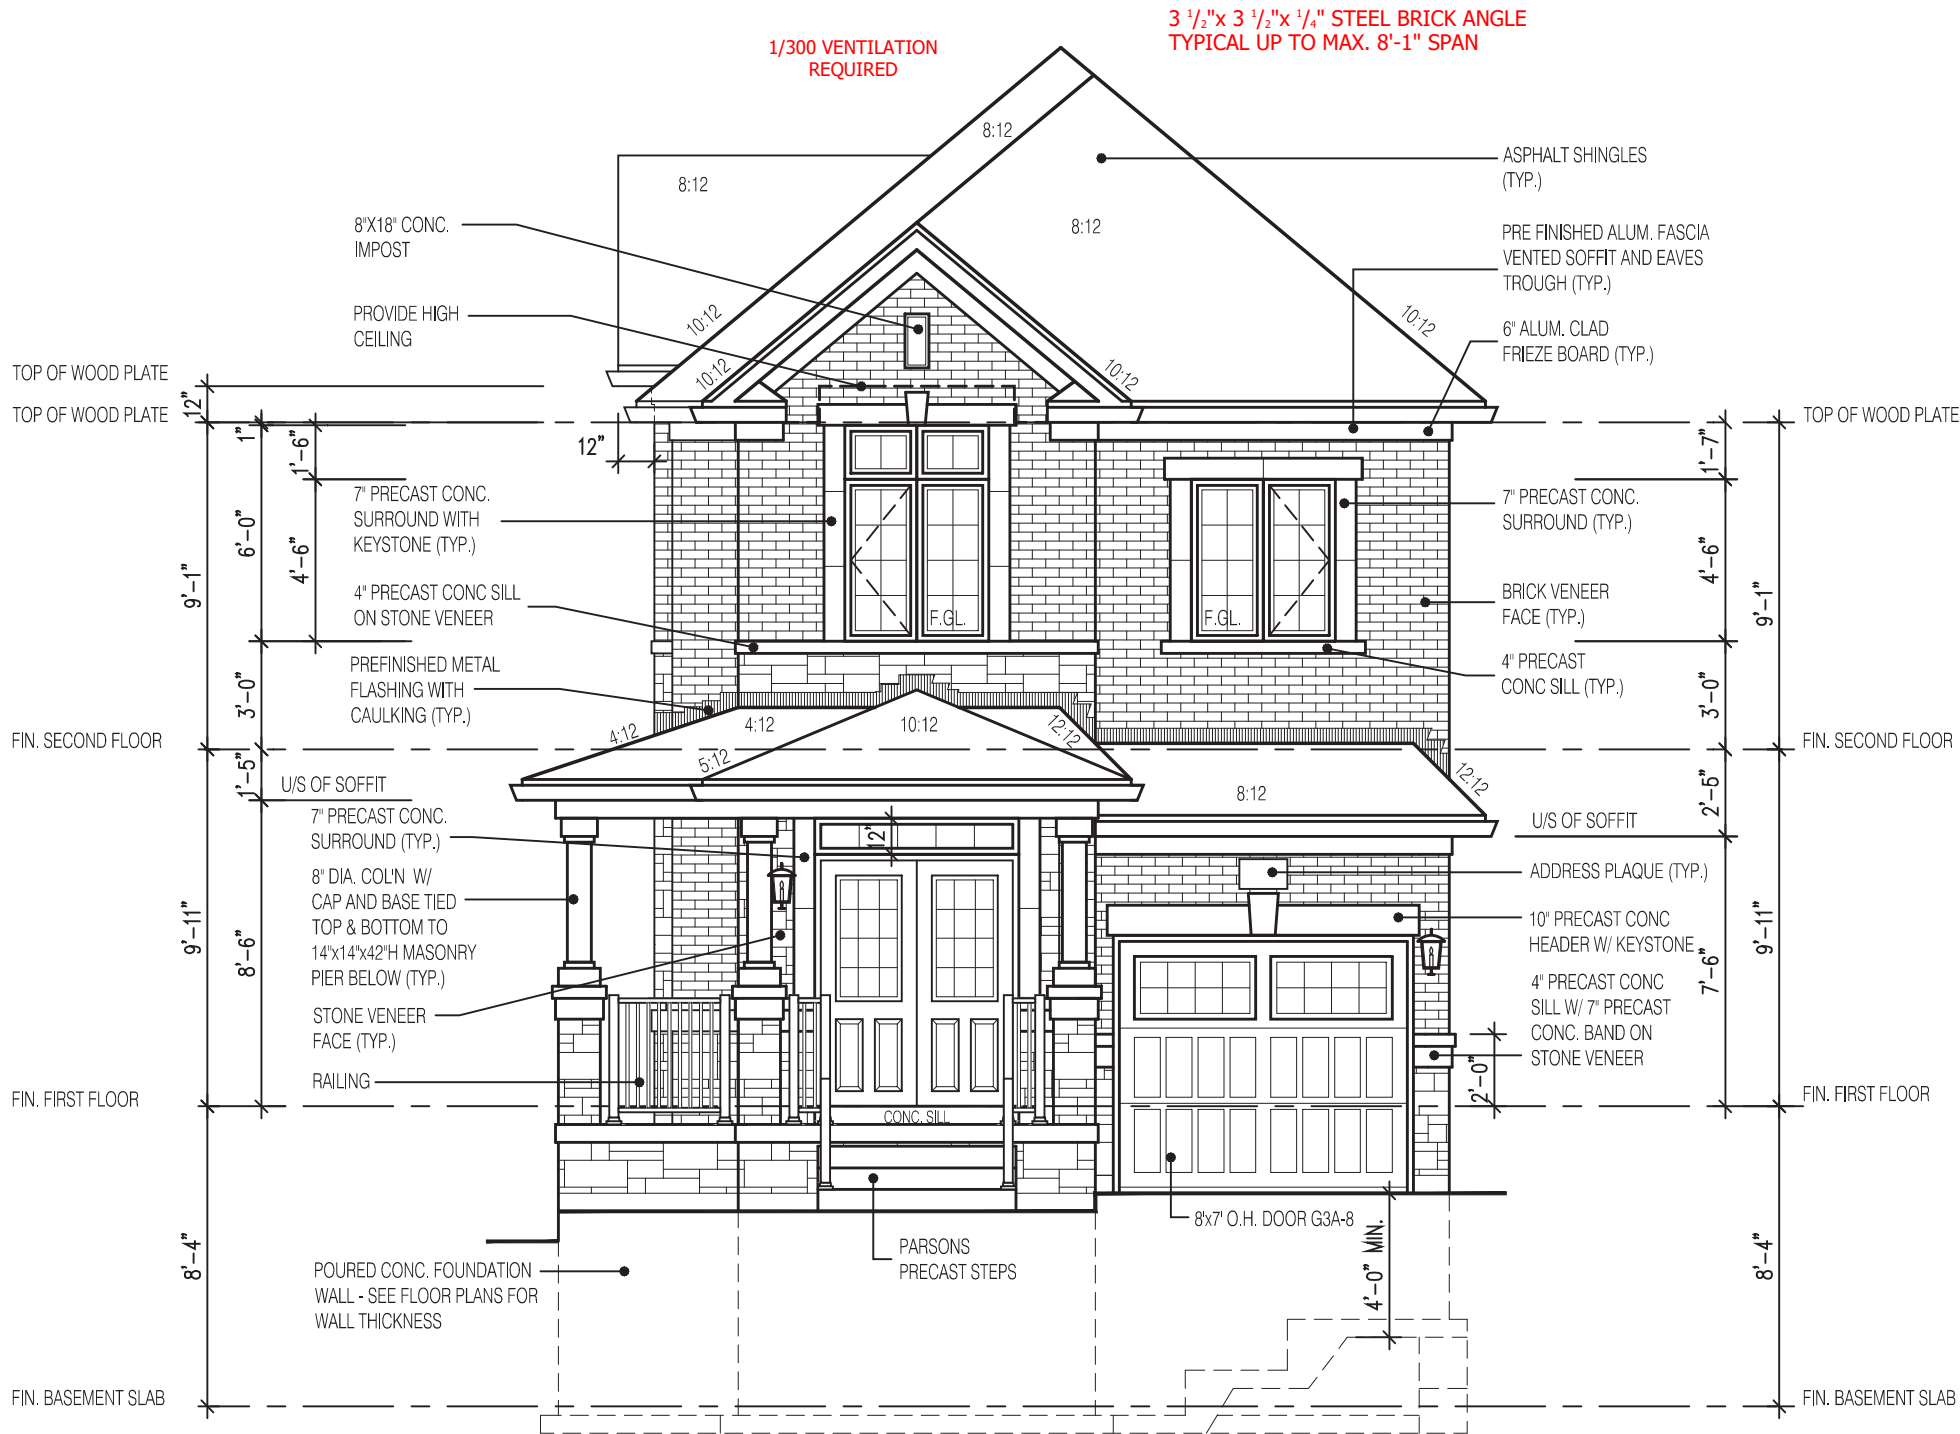 3 1/2"x 3 1/2"x 1/4" STEEL BRICK ANGLE
TYPICAL UP TO MAX. 8'-1" SPAN
1/300 VENTILATION
REQUIRED
8:12
8:12
8:12
10:12
10:12
10:12
10:12
8"X18" CONC.
IMPOST
PROVIDE HIGH
CEILING
TOP OF WOOD PLATE
12"
TOP OF WOOD PLATE
1"
1'-6"
12"
6'-0"
4'-6"
9'-1"
7" PRECAST CONC.
SURROUND WITH
KEYSTONE (TYP.)
4" PRECAST CONC SILL
ON STONE VENEER
PREFINISHED METAL
FLASHING WITH
CAULKING (TYP.)
3'-0"
FIN. SECOND FLOOR
1'-5"
U/S OF SOFFIT
7" PRECAST CONC.
SURROUND (TYP.)
8" DIA. COL'N W/
CAP AND BASE TIED
TOP & BOTTOM TO
14"x14"x42"H MASONRY
PIER BELOW (TYP.)
9'-11"
8'-6"
STONE VENEER
FACE (TYP.)
RAILING
FIN. FIRST FLOOR
8'-4"
POURED CONC. FOUNDATION
WALL - SEE FLOOR PLANS FOR
WALL THICKNESS
FIN. BASEMENT SLAB
F.GL.
F.GL.
4:12
4:12
5:12
10:12
12:12
8:12
12:12
12"
CONC. SILL
PARSONS
PRECAST STEPS
8'x7' O.H. DOOR G3A-8
4'-0" MIN.
ASPHALT SHINGLES
(TYP.)
PRE FINISHED ALUM. FASCIA
VENTED SOFFIT AND EAVES
TROUGH (TYP.)
6" ALUM. CLAD
FRIEZE BOARD (TYP.)
TOP OF WOOD PLATE
1'-7"
7" PRECAST CONC.
SURROUND (TYP.)
4'-6"
9'-1"
BRICK VENEER
FACE (TYP.)
4" PRECAST
CONC SILL (TYP.)
3'-0"
FIN. SECOND FLOOR
2'-5"
U/S OF SOFFIT
ADDRESS PLAQUE (TYP.)
10" PRECAST CONC
HEADER W/ KEYSTONE
7'-6"
9'-11"
4" PRECAST CONC
SILL W/ 7" PRECAST
CONC. BAND ON
STONE VENEER
2'-0"
FIN. FIRST FLOOR
8'-4"
FIN. BASEMENT SLAB